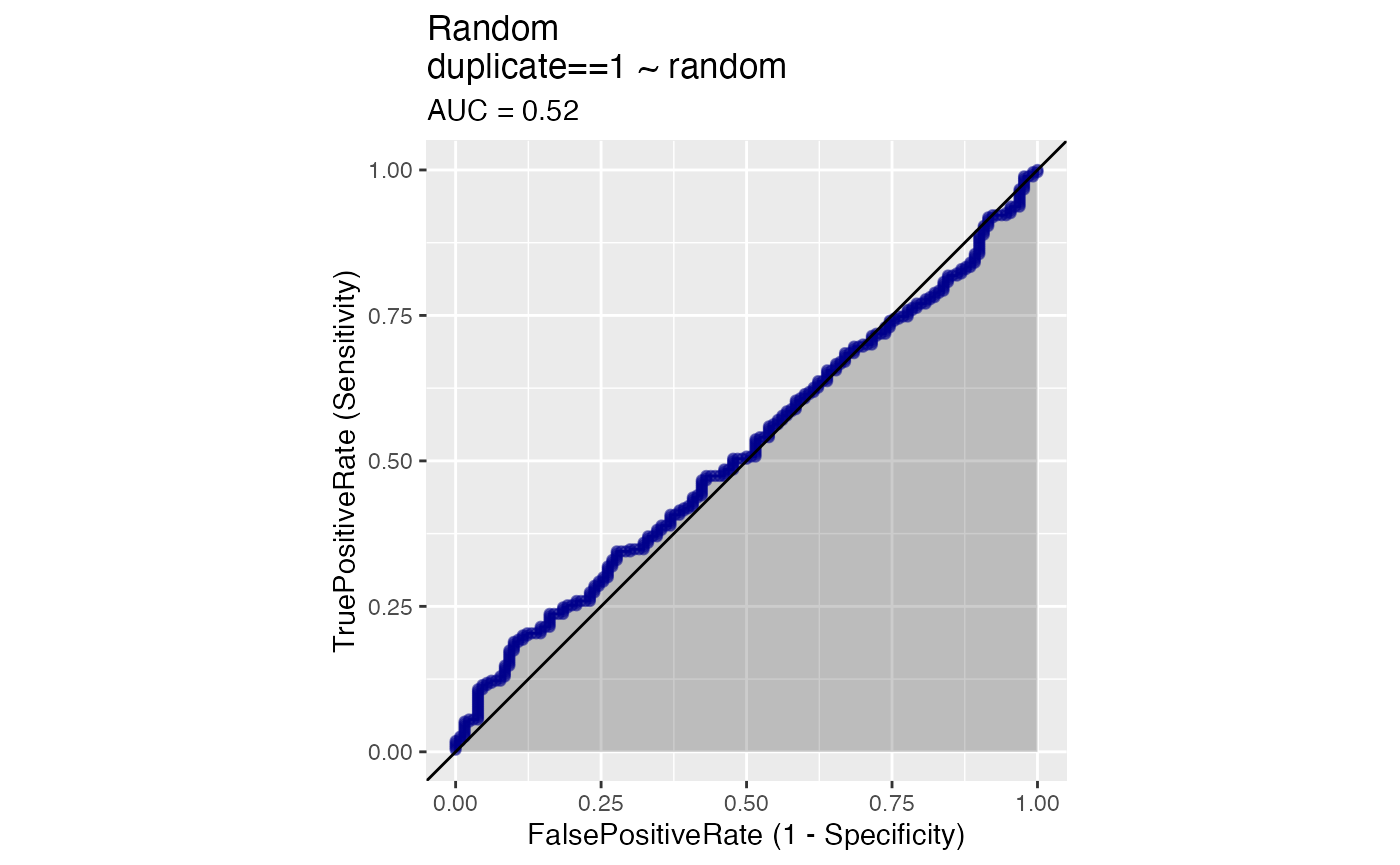 Random
duplicate==1 ~ random
AUC = 0.52
TruePositiveRate (Sensitivity)
1.00
0.75
0.50
0.25
0.00
0.00 0.25 0.50 0.75 1.00
FalsePositiveRate (1 - Specificity)